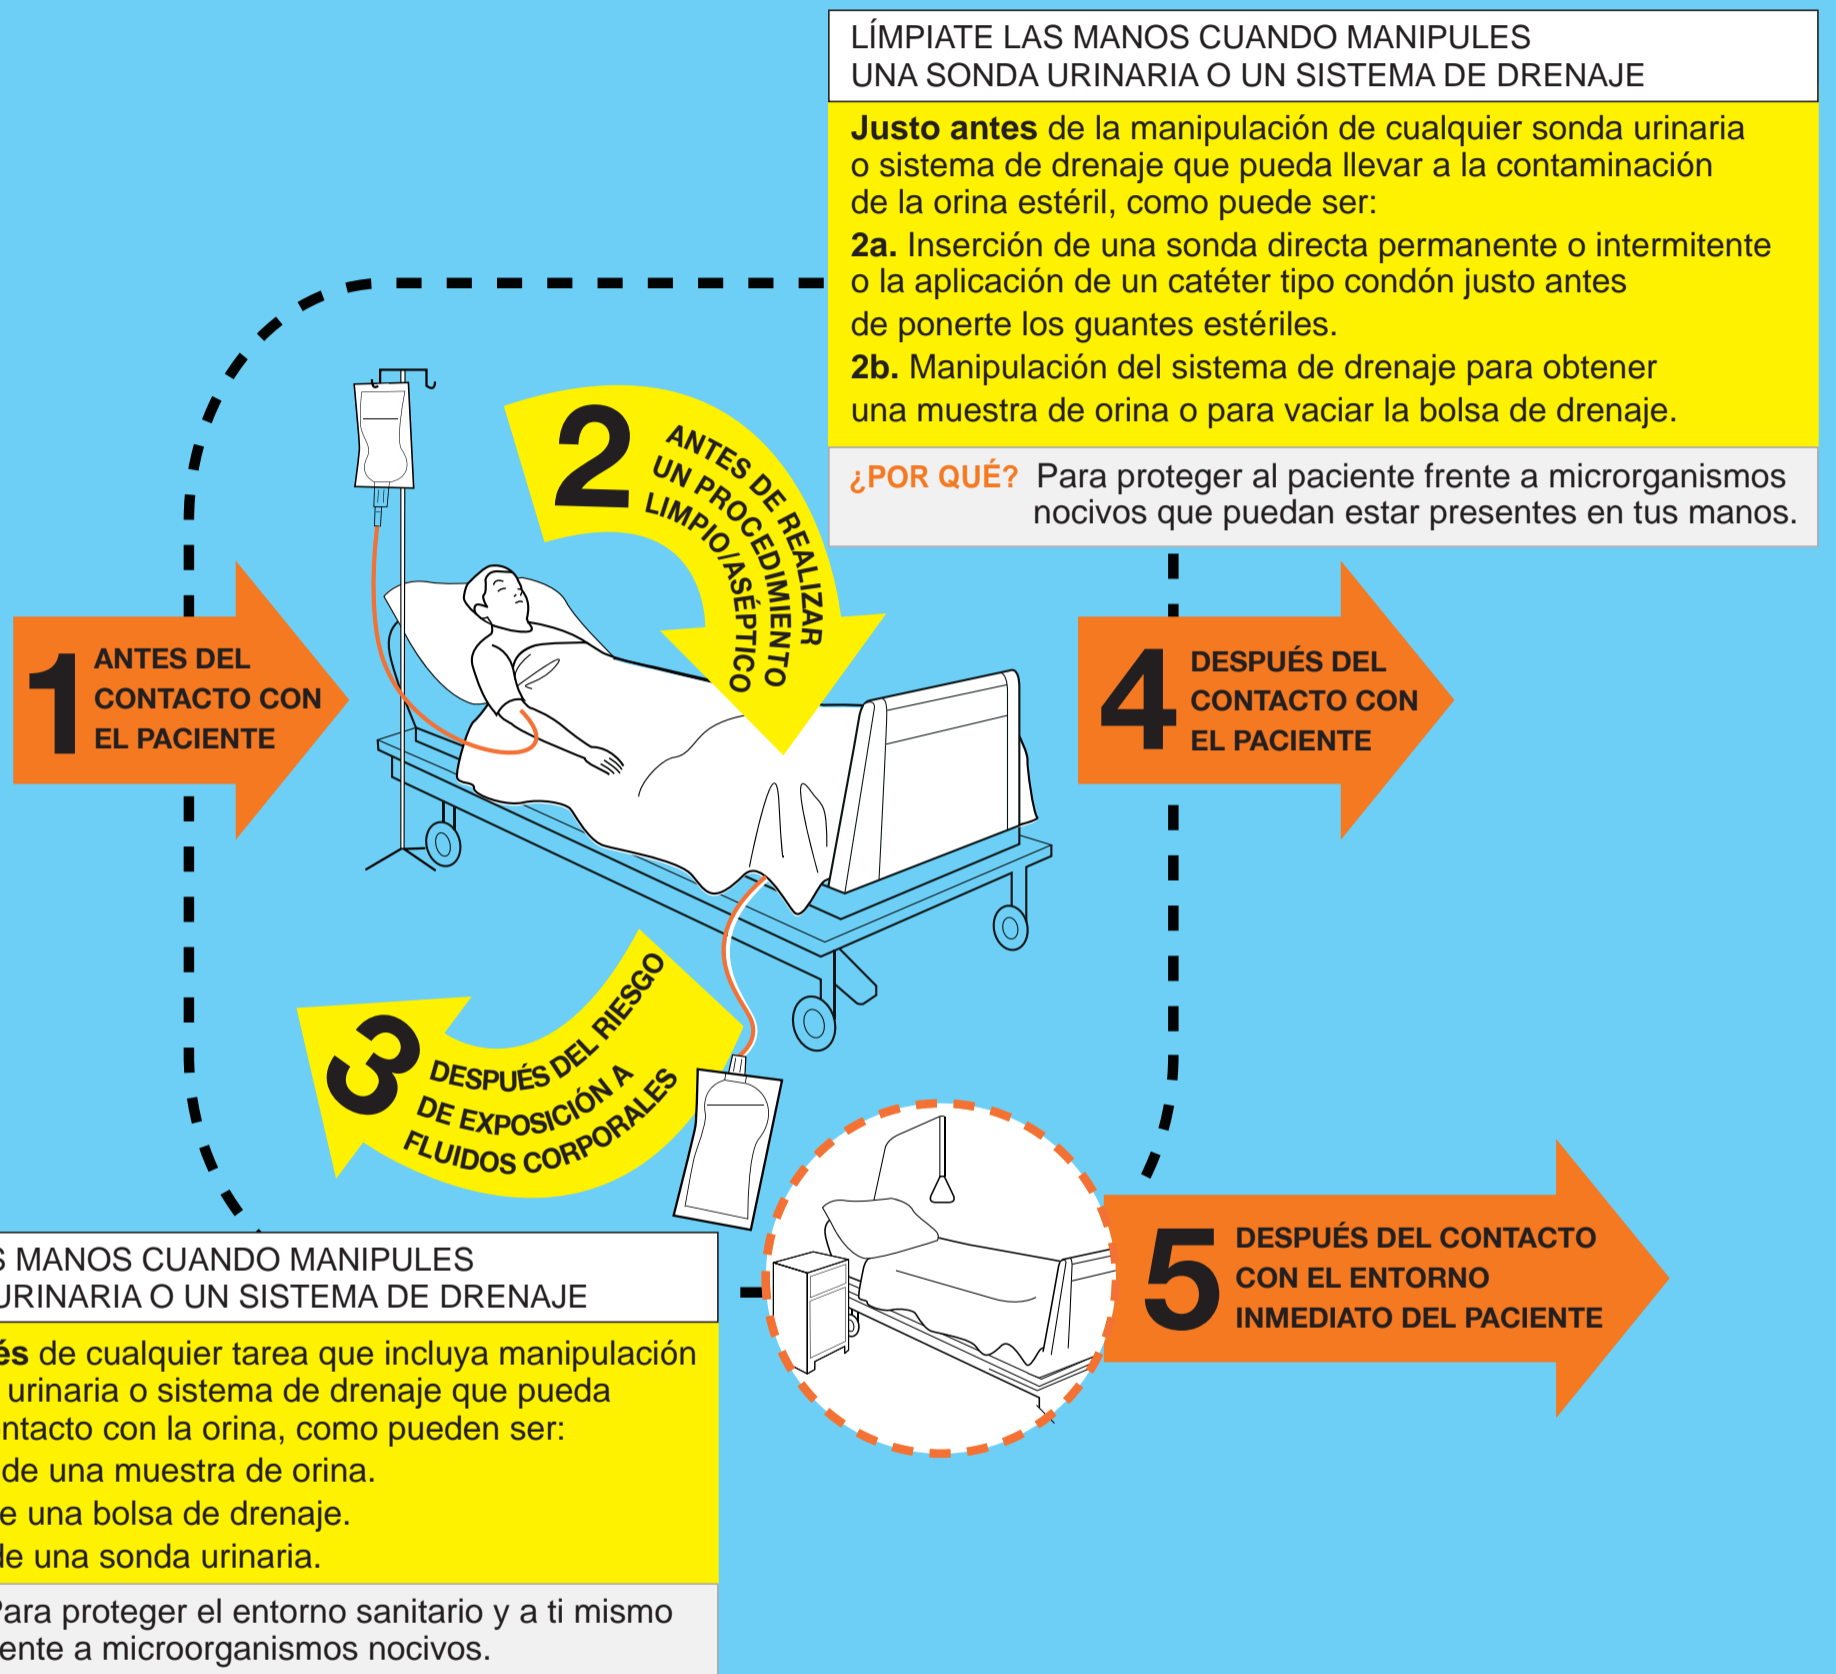 LÍMPIATE LAS MANOS CUANDO MANIPULES
UNA SONDA URINARIA O UN SISTEMA DE DRENAJE
Justo antes de la manipulación de cualquier sonda urinaria
o sistema de drenaje que pueda llevar a la contaminación
de la orina estéril, como puede ser:
2a. Inserción de una sonda directa permanente o intermitente
o la aplicación de un catéter tipo condón justo antes
de ponerte los guantes estériles.
2b. Manipulación del sistema de drenaje para obtener
una muestra de orina o para vaciar la bolsa de drenaje.
¿POR QUÉ? Para proteger al paciente frente a microrganismos
nocivos que puedan estar presentes en tus manos.
1
ANTES DEL
CONTACTO CON
EL PACIENTE
2
ANTES DE REALIZAR
UN PROCEDIMIENTO
LIMPIO/ASÉPTICO
3
DESPUÉS DEL RIESGO
DE EXPOSICIÓN A
FLUIDOS CORPORALES
4
DESPUÉS DEL
CONTACTO CON
EL PACIENTE
5
DESPUÉS DEL CONTACTO
CON EL ENTORNO
INMEDIATO DEL PACIENTE
MANOS CUANDO MANIPULES
URINARIA O UN SISTEMA DE DRENAJE
de cualquier tarea que incluya manipulación
urinaria o sistema de drenaje que pueda
con la orina, como pueden ser:
de una muestra de orina.
una bolsa de drenaje.
de una sonda urinaria.
Para proteger el entorno sanitario y a ti mismo
a microorganismos nocivos.